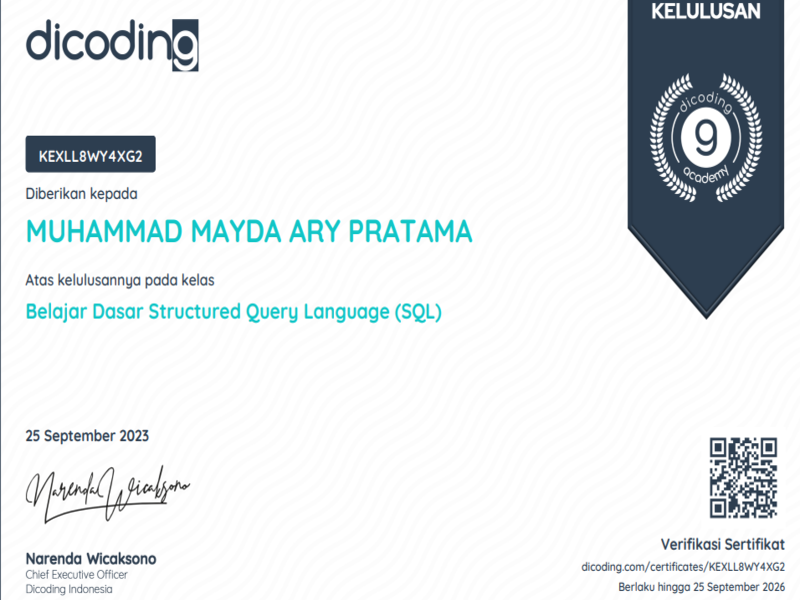 dicoding
KELULUSAN
dicoding
academy
KEXLL8WY4XG2
Diberikan kepada
MUHAMMAD MAYDA ARY PRATAMA
Atas kelulusannya pada kelas
Belajar Dasar Structured Query Language (SQL)
25 September 2023
Narenda Wicaksono
Narenda Wicaksono
Chief Executive Officer
Dicoding Indonesia
Verifikasi Sertifikat
dicoding.com/certificates/KEXLL8WY4XG2
Berlaku hingga 25 September 2026